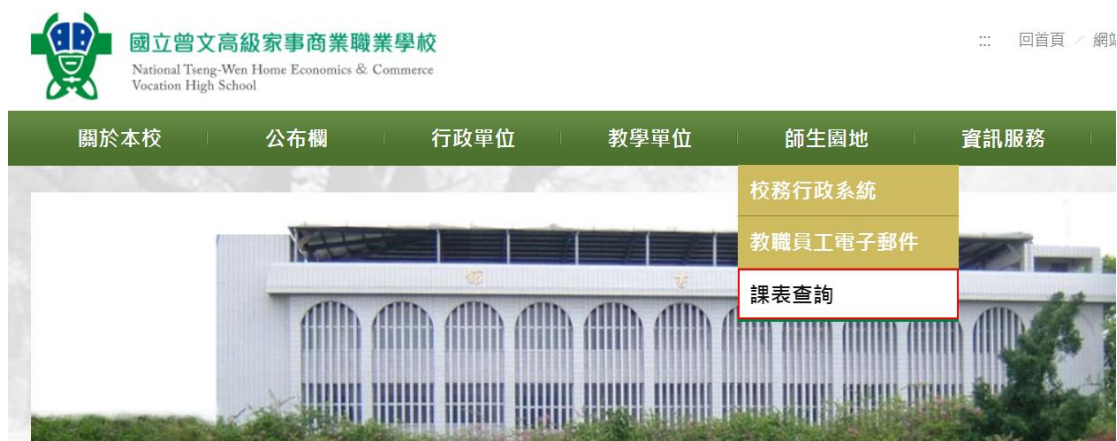 國立曾文高級家事商業職業學校
National Tseng-Wen Home Economics & Commerce
Vocation High School
::: 回首頁 / 網站
關於本校 公布欄 行政單位 教學單位 師生園地 資訊服務
校務行政系統
教職員工電子郵件
課表查詢